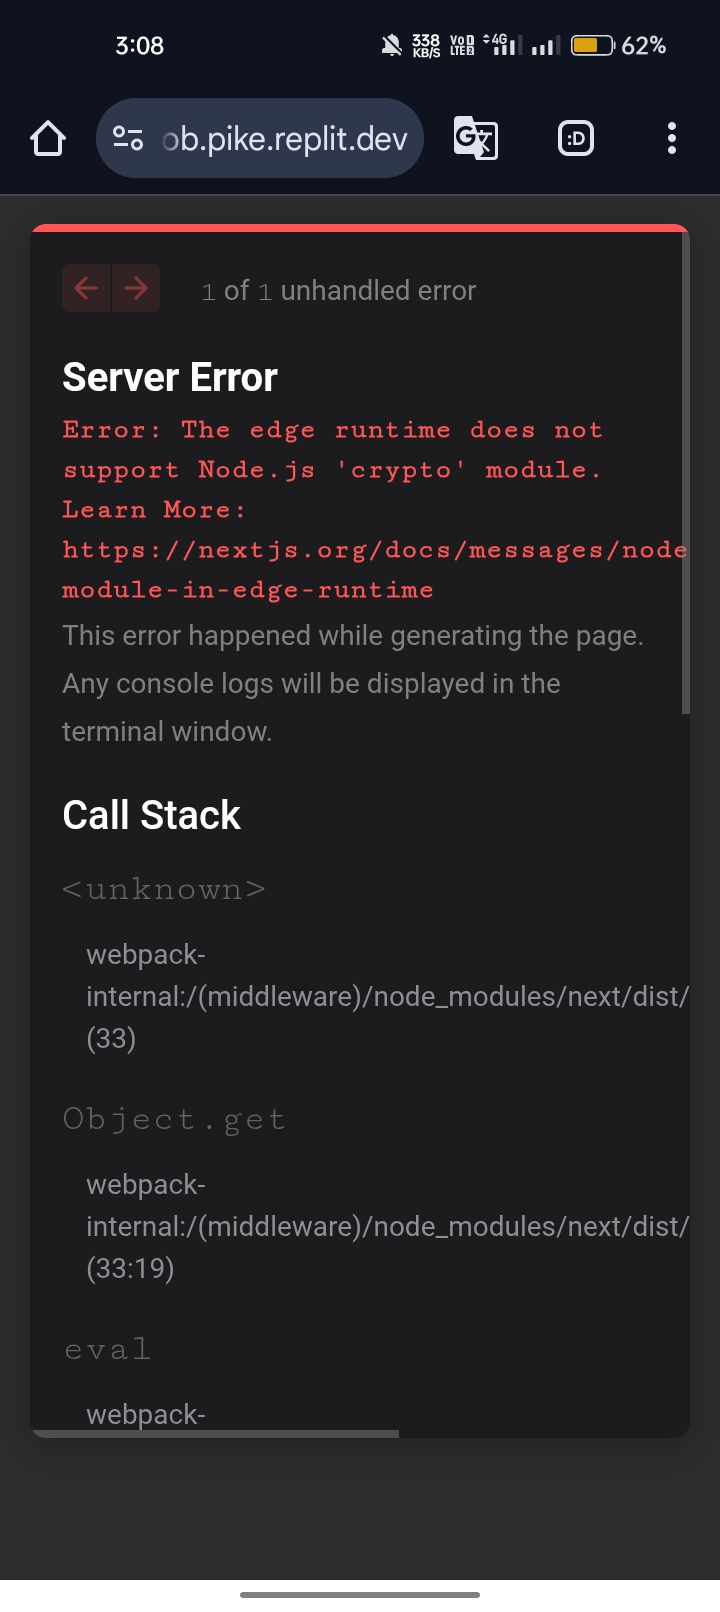 3:08
338 KB/S
VoD LTE2
4G
62%
ob.pike.replit.dev
:D
1 of 1 unhandled error
Server Error
Error: The edge runtime does not
support Node.js 'crypto' module.
Learn More:
https://nextjs.org/docs/messages/node
module-in-edge-runtime
This error happened while generating the page.
Any console logs will be displayed in the
terminal window.
Call Stack
<unknown>
webpack-
internal:/(middleware)/node_modules/next/dist/
(33)
Object.get
webpack-
internal:/(middleware)/node_modules/next/dist/
(33:19)
eval
webpack-